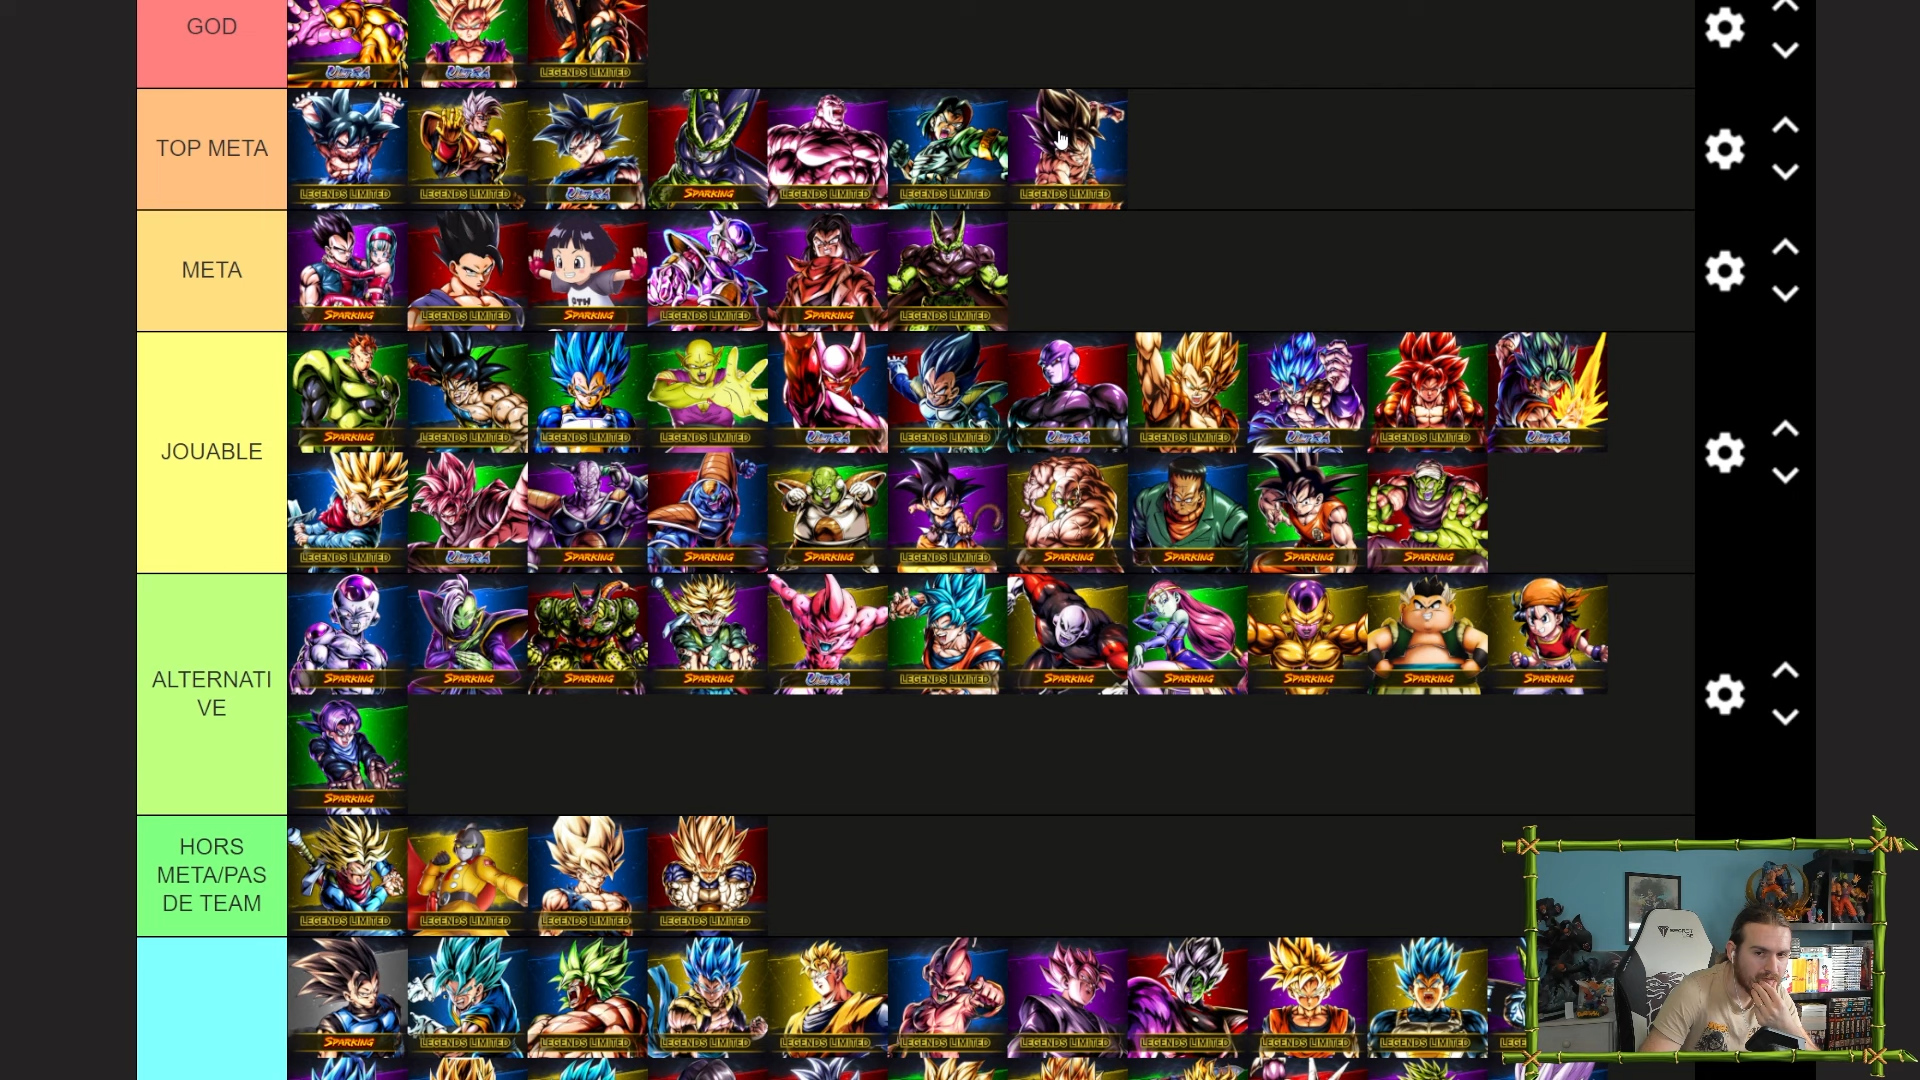 GOD
ULTRA ULTRA LEGENDS LIMITED
TOP META
LEGENDS LIMITED LEGENDS LIMITED ULTRA SPARKING LEGENDS LIMITED LEGENDS LIMITED LEGENDS LIMITED
META
SPARKING LEGENDS LIMITED SPARKING LEGENDS LIMITED SPARKING LEGENDS LIMITED
JOUABLE
SPARKING LEGENDS LIMITED LEGENDS LIMITED LEGENDS LIMITED ULTRA LEGENDS LIMITED ULTRA LEGENDS LIMITED ULTRA LEGENDS LIMITED ULTRA
LEGENDS LIMITED ULTRA SPARKING SPARKING SPARKING LEGENDS LIMITED SPARKING SPARKING SPARKING SPARKING
ALTERNATI
VE
SPARKING SPARKING SPARKING SPARKING ULTRA LEGENDS LIMITED SPARKING SPARKING SPARKING SPARKING SPARKING
SPARKING
HORS
META/PAS
DE TEAM
LEGENDS LIMITED LEGENDS LIMITED LEGENDS LIMITED LEGENDS LIMITED
SPARKING LEGENDS LIMITED LEGENDS LIMITED LEGENDS LIMITED LEGENDS LIMITED LEGENDS LIMITED LEGENDS LIMITED LEGENDS LIMITED LEGENDS LIMITED LEGENDS LIMITED